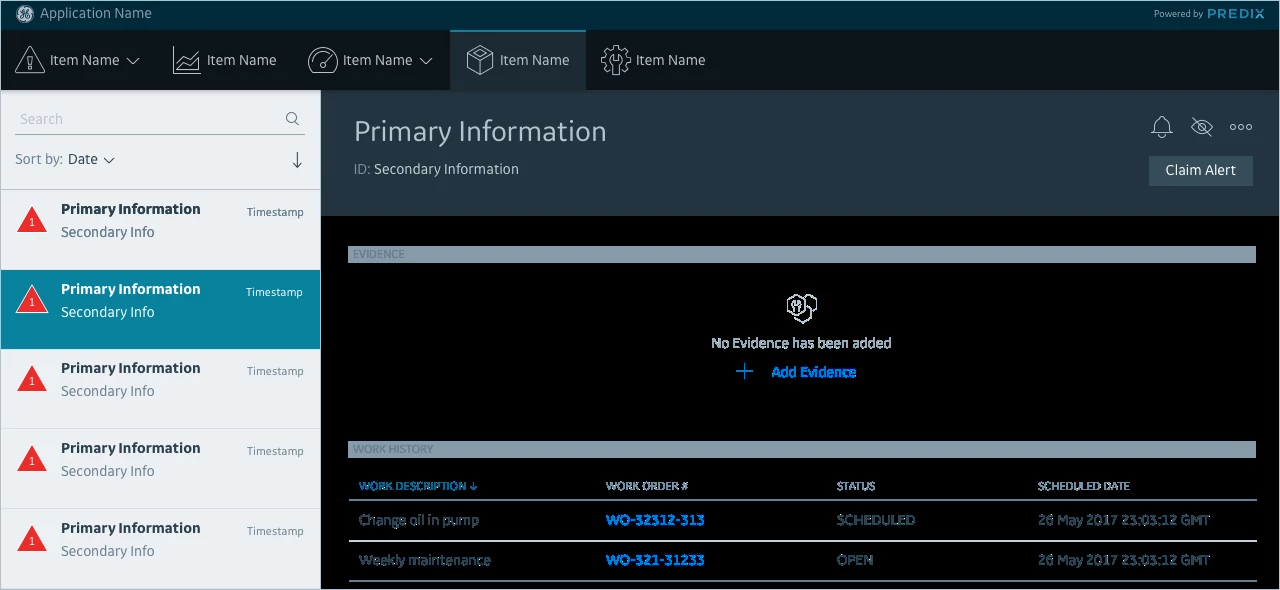 Application Name
Powered by PREDIX
Item Name Item Name Item Name Item Name Item Name
Search
Sort by: Date
1 Primary Information Timestamp
Secondary Info
1 Primary Information Timestamp
Secondary Info
1 Primary Information Timestamp
Secondary Info
1 Primary Information Timestamp
Secondary Info
1 Primary Information Timestamp
Secondary Info
Primary Information
ID: Secondary Information
Claim Alert
EVIDENCE
No Evidence has been added
Add Evidence
WORK HISTORY
WORK DESCRIPTION ↓ WORK ORDER # STATUS SCHEDULED DATE
Change oil in pump WO-32312-313 SCHEDULED 26 May 2017 23:03:12 GMT
Weekly maintenance WO-321-31233 OPEN 26 May 2017 23:03:12 GMT